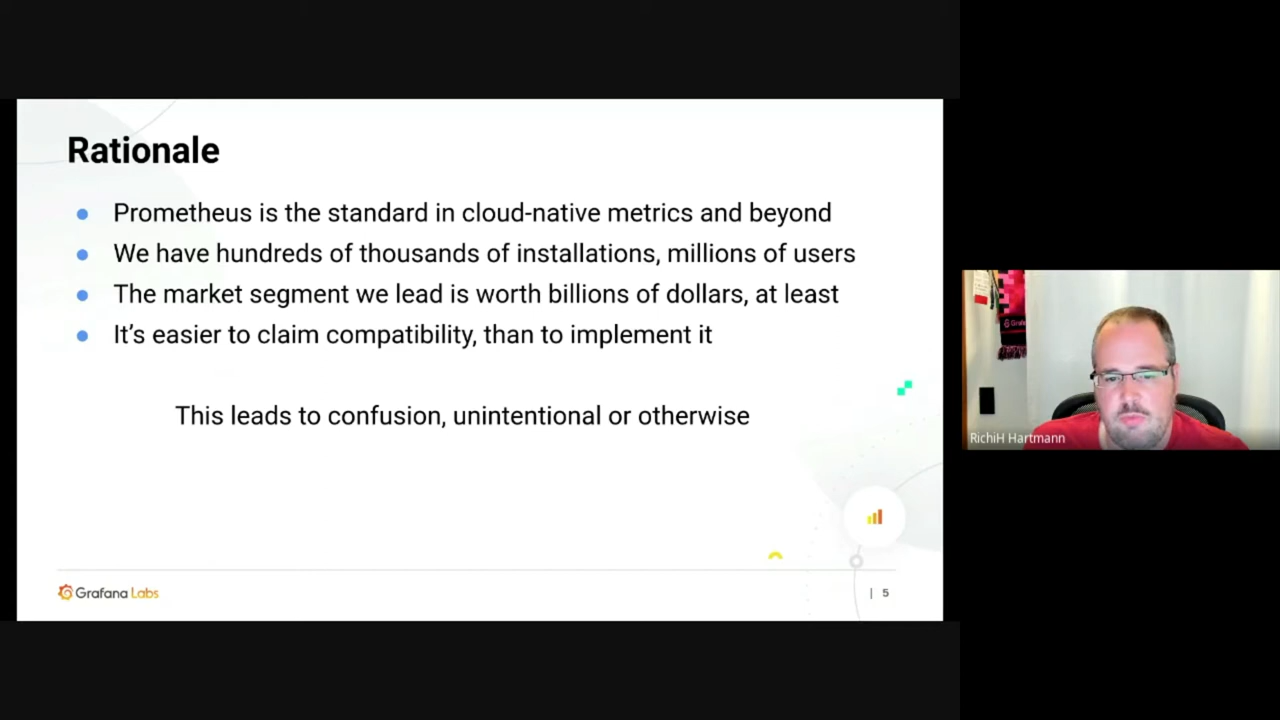 Rationale
Prometheus is the standard in cloud-native metrics and beyond
We have hundreds of thousands of installations, millions of users
The market segment we lead is worth billions of dollars, at least
It’s easier to claim compatibility, than to implement it
This leads to confusion, unintentional or otherwise
Grafana Labs
| 5
RichiH Hartmann